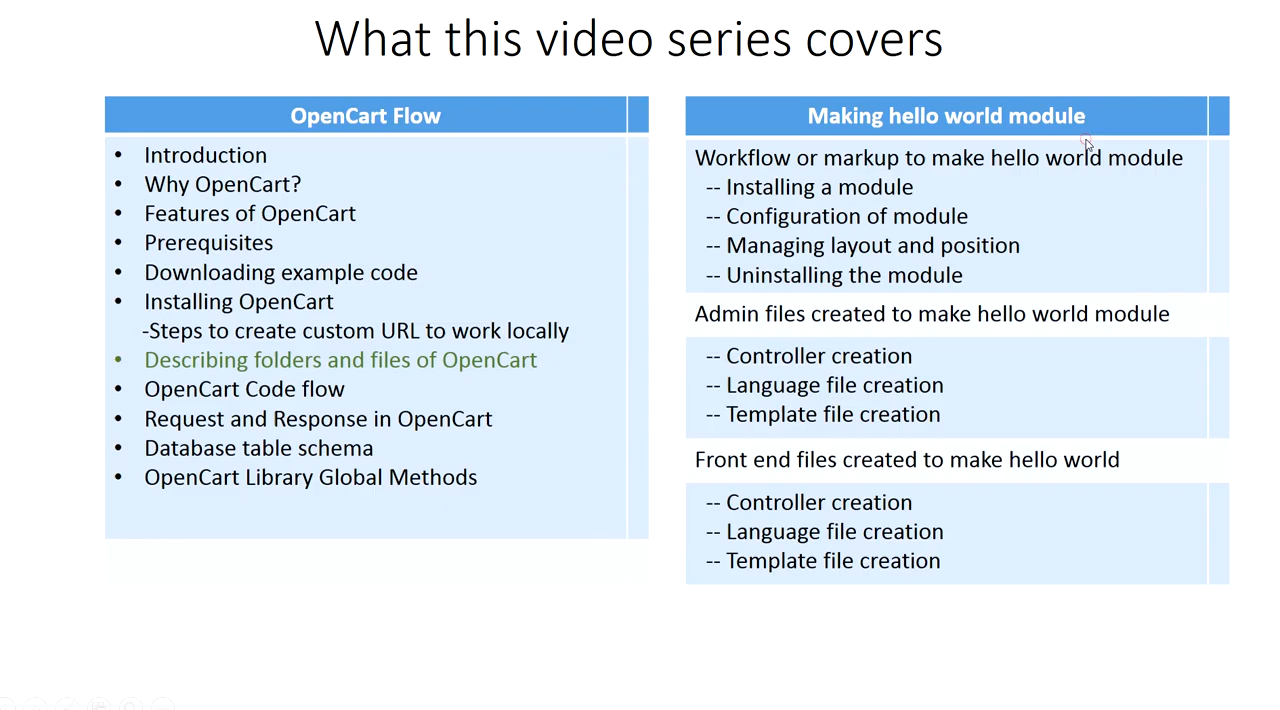 What this video series covers
OpenCart Flow
• Introduction
• Why OpenCart?
• Features of OpenCart
• Prerequisites
• Downloading example code
• Installing OpenCart
-Steps to create custom URL to work locally
• Describing folders and files of OpenCart
• OpenCart Code flow
• Request and Response in OpenCart
• Database table schema
• OpenCart Library Global Methods
Making hello world module
Workflow or markup to make hello world module
-- Installing a module
-- Configuration of module
-- Managing layout and position
-- Uninstalling the module
Admin files created to make hello world module
-- Controller creation
-- Language file creation
-- Template file creation
Front end files created to make hello world
-- Controller creation
-- Language file creation
-- Template file creation